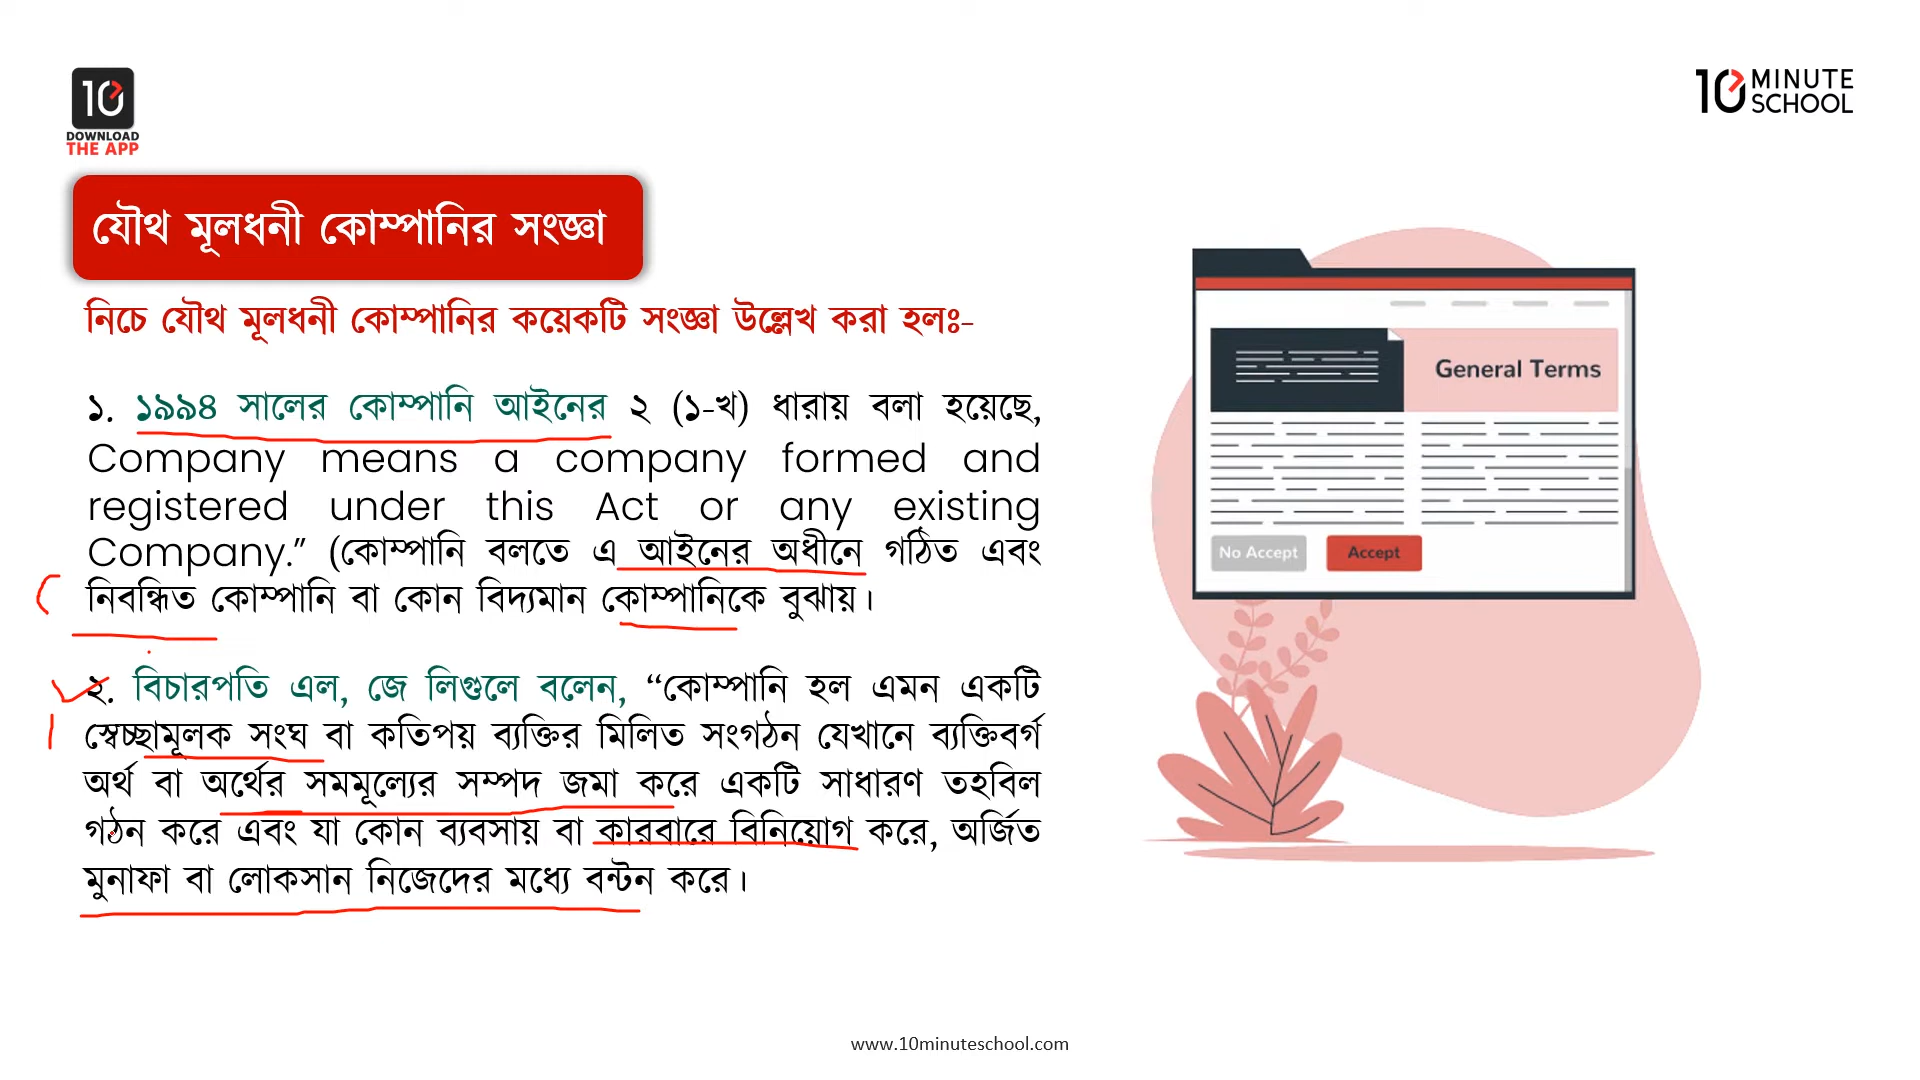 10
DOWNLOAD
THE APP
10 MINUTE
SCHOOL
যৌথ মূলধনী কোম্পানির সংজ্ঞা
নিচে যৌথ মূলধনী কোম্পানির কয়েকটি সংজ্ঞা উল্লেখ করা হলঃ-
১. ১৯৯৪ সালের কোম্পানি আইনের ২ (১-খ) ধারায় বলা হয়েছে,
Company means a company formed and
registered under this Act or any existing
Company.” (কোম্পানি বলতে এ আইনের অধীনে গঠিত এবং
নিবন্ধিত কোম্পানি বা কোন বিদ্যমান কোম্পানিকে বুঝায়।
২. বিচারপতি এল, জে লিগুলে বলেন, “কোম্পানি হল এমন একটি
স্বেচ্ছামূলক সংঘ বা কতিপয় ব্যক্তির মিলিত সংগঠন যেখানে ব্যক্তিবর্গ
অর্থ বা অর্থের সমমূল্যের সম্পদ জমা করে একটি সাধারণ তহবিল
গঠন করে এবং যা কোন ব্যবসায় বা কারবারে বিনিয়োগ করে, অর্জিত
মুনাফা বা লোকসান নিজেদের মধ্যে বন্টন করে।
General Terms
No Accept Accept
www.10minuteschool.com